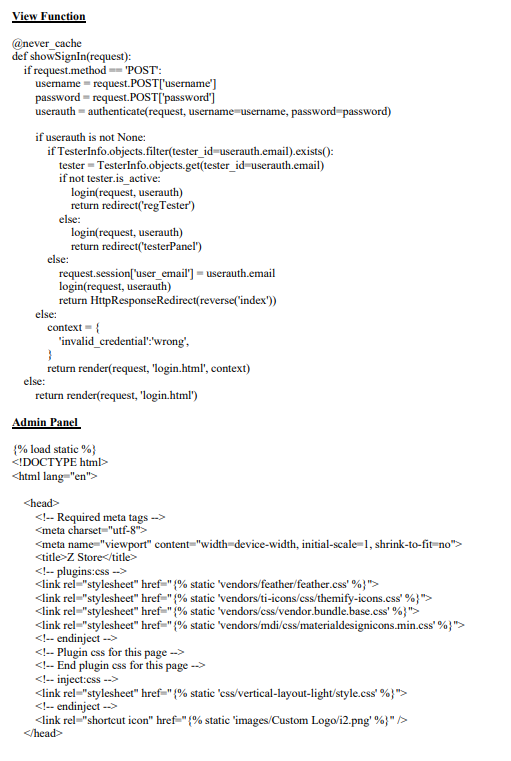 View Function
@never_cache
def showSignIn(request):
if request.method == 'POST':
username = request.POST['username']
password = request.POST['password']
userauth = authenticate(request, username=username, password=password)
if userauth is not None:
if TesterInfo.objects.filter(tester_id=userauth.email).exists():
tester = TesterInfo.objects.get(tester_id=userauth.email)
if not tester.is_active:
login(request, userauth)
return redirect('regTester')
else:
login(request, userauth)
return redirect('testerPanel')
else:
request.session['user_email'] = userauth.email
login(request, userauth)
return HttpResponseRedirect(reverse('index'))
else:
context = {
'invalid_credential':'wrong',
}
return render(request, 'login.html', context)
else:
return render(request, 'login.html')
Admin Panel
{% load static %}
<!DOCTYPE html>
<html lang="en">
<head>
<!-- Required meta tags -->
<meta charset="utf-8">
<meta name="viewport" content="width=device-width, initial-scale=1, shrink-to-fit=no">
<title>Z Store</title>
<!-- plugins:css -->
<link rel="stylesheet" href="{% static 'vendors/feather/feather.css' %}">
<link rel="stylesheet" href="{% static 'vendors/ti-icons/css/themify-icons.css' %}">
<link rel="stylesheet" href="{% static 'vendors/css/vendor.bundle.base.css' %}">
<link rel="stylesheet" href="{% static 'vendors/mdi/css/materialdesignicons.min.css' %}">
<!-- endinject -->
<!-- Plugin css for this page -->
<!-- End plugin css for this page -->
<!-- inject:css -->
<link rel="stylesheet" href="{% static 'css/vertical-layout-light/style.css' %}">
<!-- endinject -->
<link rel="shortcut icon" href="{% static 'images/Custom Logo/i2.png' %}" />
</head>